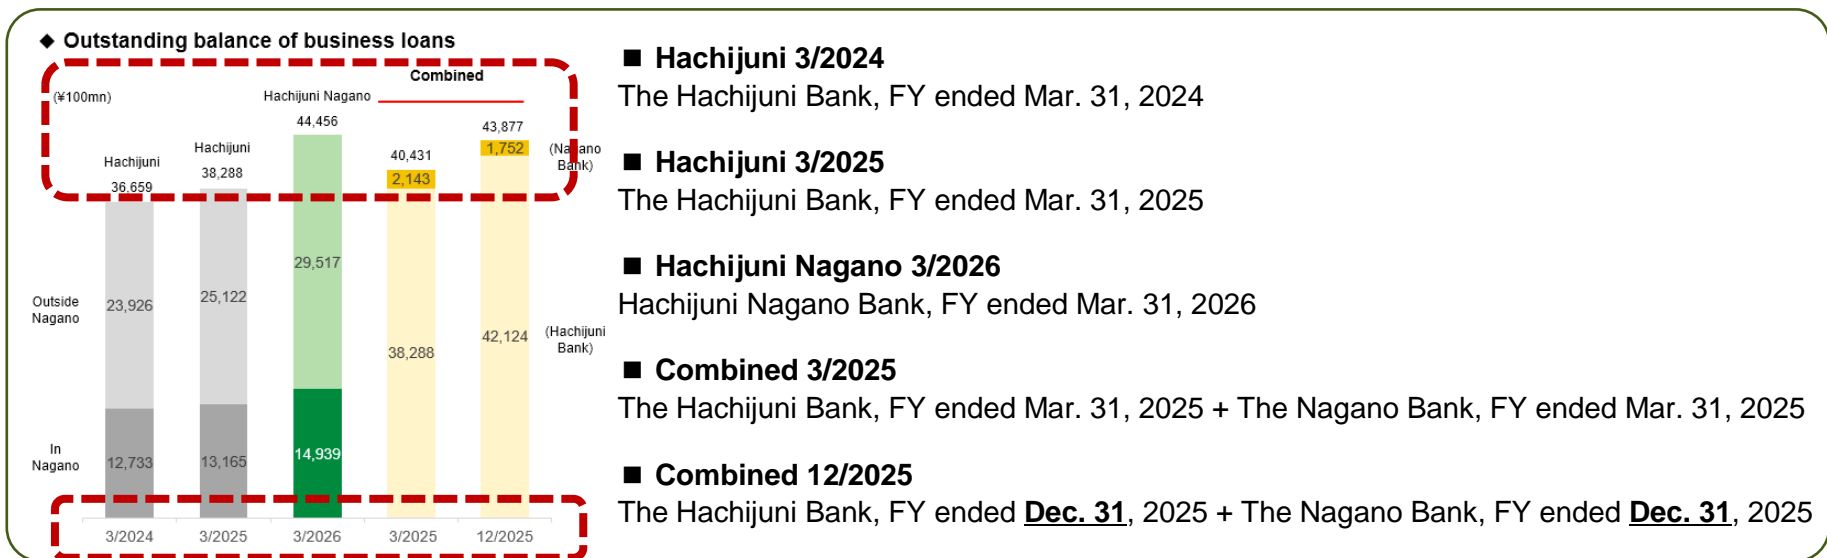 ◆ Outstanding balance of business loans
Combined
(¥100mn)
Hachijuni Nagano
44,456
43,877
Hachijuni
38,288
Hachijuni
36,659
40,431
2,143
1,752
(Nagano
Bank)
29,517
Outside
Nagano
23,926
25,122
38,288
42,124
(Hachijuni
Bank)
In
Nagano
12,733
13,165
14,939
3/2024
3/2025
3/2026
3/2025
12/2025
■ Hachijuni 3/2024
The Hachijuni Bank, FY ended Mar. 31, 2024
■ Hachijuni 3/2025
The Hachijuni Bank, FY ended Mar. 31, 2025
■ Hachijuni Nagano 3/2026
Hachijuni Nagano Bank, FY ended Mar. 31, 2026
■ Combined 3/2025
The Hachijuni Bank, FY ended Mar. 31, 2025 + The Nagano Bank, FY ended Mar. 31, 2025
■ Combined 12/2025
The Hachijuni Bank, FY ended Dec. 31, 2025 + The Nagano Bank, FY ended Dec. 31, 2025